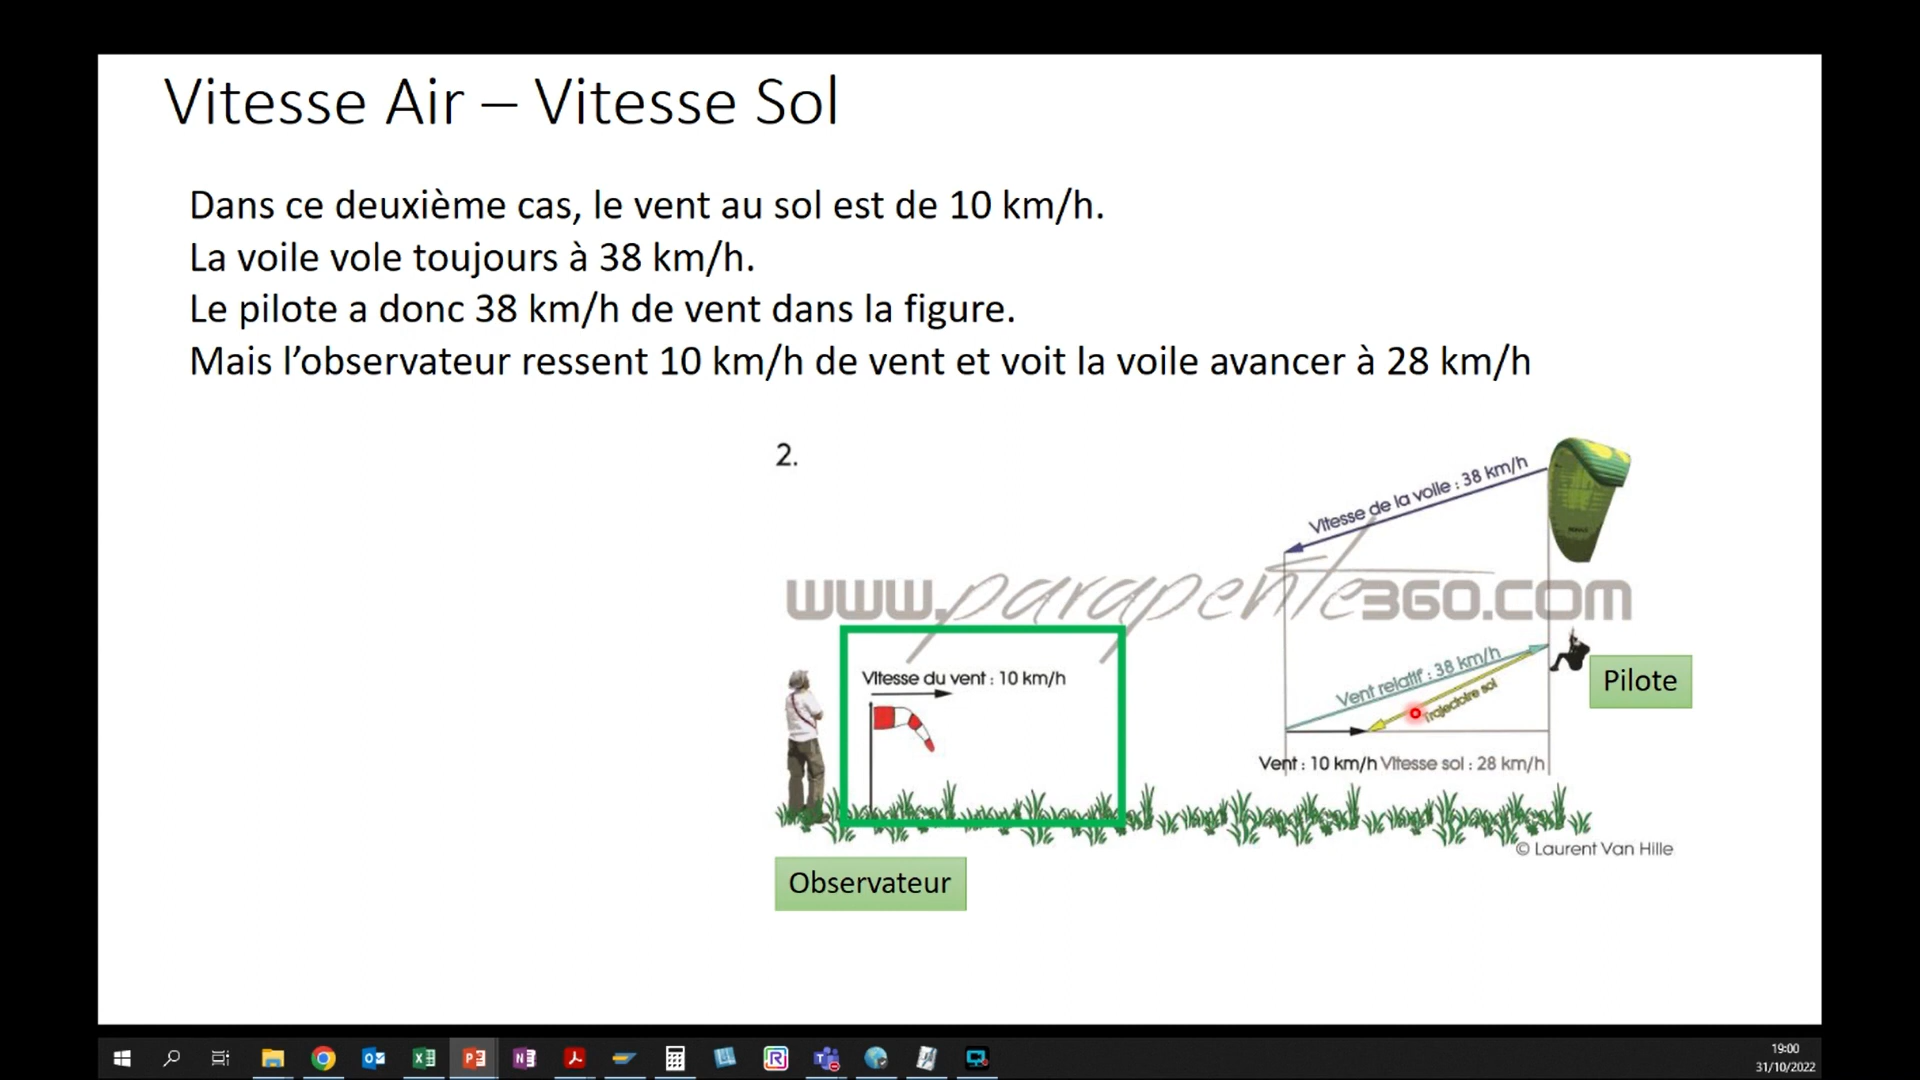 Vitesse Air – Vitesse Sol
Dans ce deuxième cas, le vent au sol est de 10 km/h.
La voile vole toujours à 38 km/h.
Le pilote a donc 38 km/h de vent dans la figure.
Mais l’observateur ressent 10 km/h de vent et voit la voile avancer à 28 km/h
2.
Vitesse de la voile : 38 km/h
www.parapente360.com
Vitesse du vent : 10 km/h
Vent relatif : 38 km/h
Trajectoire sol
Pilote
Vent : 10 km/h Vitesse sol : 28 km/h
© Laurent Van Hille
Observateur
19:00
31/10/2022